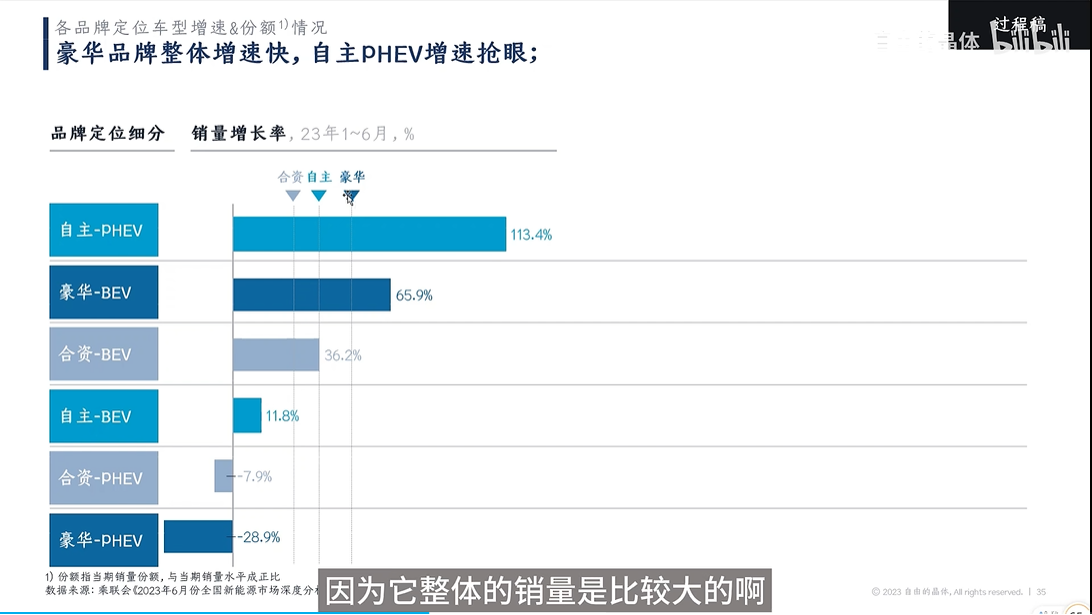 各品牌定位车型增速&份额1)情况
过程稿
豪华品牌整体增速快，自主PHEV增速抢眼；
晶体
bilibili
品牌定位细分 销量增长率, 23年1~6月, %
合资 自主 豪华
自主-PHEV 113.4%
豪华-BEV 65.9%
合资-BEV 36.2%
自主-BEV 11.8%
合资-PHEV -7.9%
豪华-PHEV -28.9%
1) 份额指当期销量份额, 与当期销量水平成正比
数据来源: 乘联会《2023年6月份全国新能源市场深度分
因为它整体的销量是比较大的啊
© 2023 自由的晶体, All rights reserved. | 35